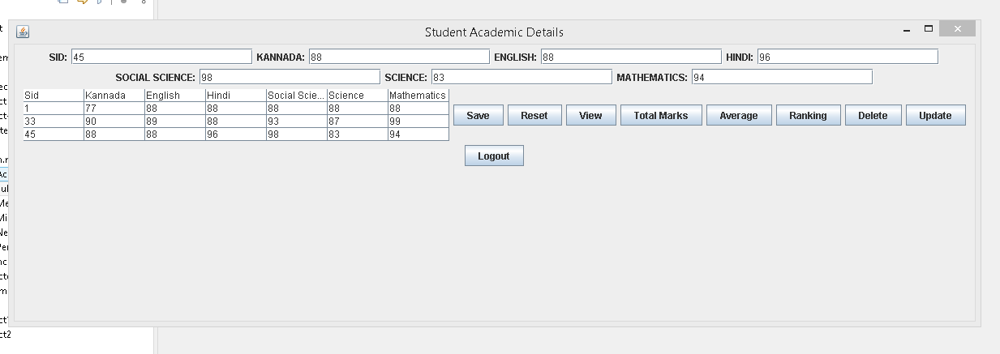 Student Academic Details
SID: 45 KANNADA: 88 ENGLISH: 88 HINDI: 96
SOCIAL SCIENCE: 98 SCIENCE: 83 MATHEMATICS: 94
Sid Kannada English Hindi Social Scie... Science Mathematics
1 77 88 88 88 88 88
33 90 89 88 93 87 99
45 88 88 96 98 83 94
Save Reset View Total Marks Average Ranking Delete Update
Logout